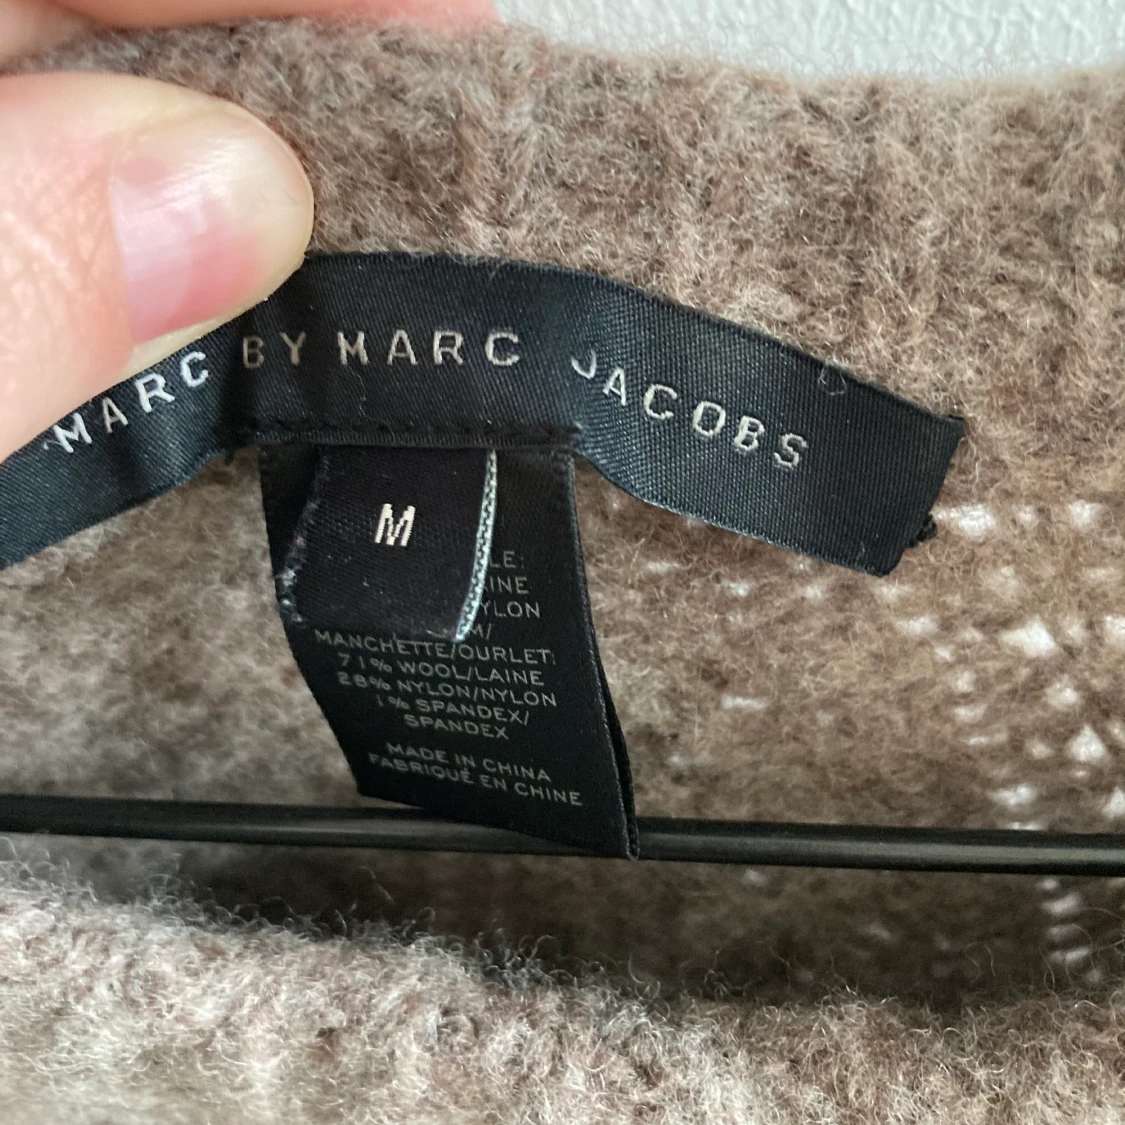 MARC BY MARC JACOBS
M
MANCHETTE/OURLET:
71% WOOL/LAINE
28% NYLON/NYLON
1% SPANDEX/
SPANDEX
MADE IN CHINA
FABRIQUÉ EN CHINE